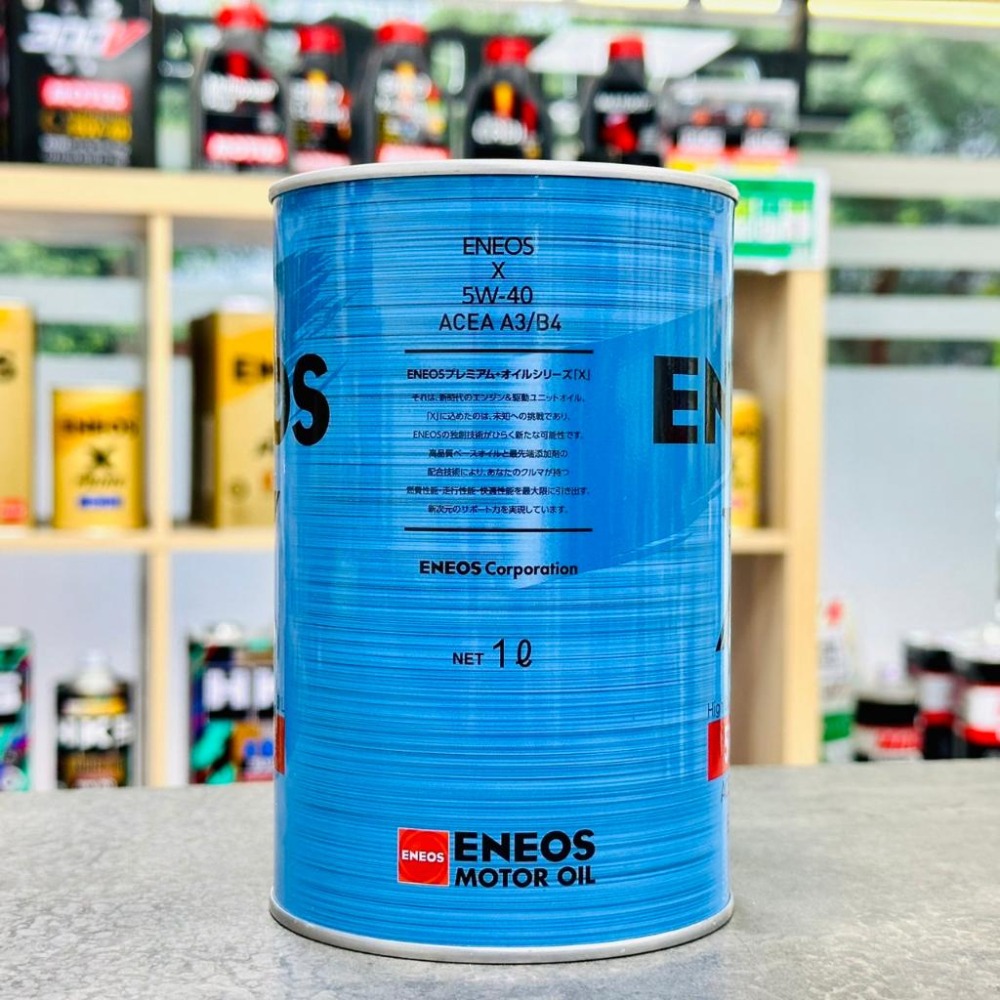 ENEOS
X
5W-40
ACEA A3/B4
ENEOSプレミアム・オイルシリーズ「X」
それは、新時代のエンジン&駆動ユニットオイル。
「X」に込めたのは、未知への挑戦であり、
ENEOSの独創技術がひらく新たな可能性です。
高品質ベースオイルと最先端添加剤の
配合技術により、あなたのクルマが持つ
燃費性能・走行性能・快適性能を最大限に引き出す、
新次元のサポート力を実現しています。
ENEOS Corporation
NET 1ℓ
ENEOS
ENEOS
MOTOR OIL
OS
EN
300V
MOTUL
MOTUL
ENEOS
ENEOS
X
HKS